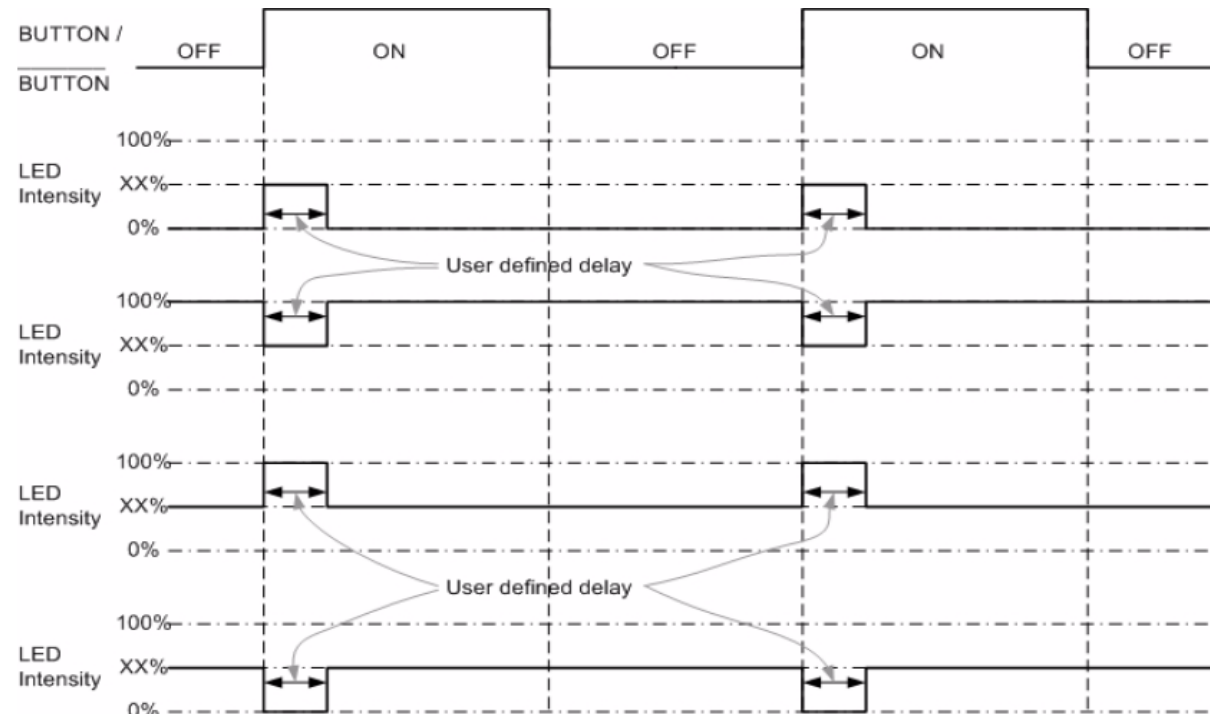 BUTTON /
BUTTON
OFF ON OFF ON OFF
100%
LED
Intensity
XX%
0%
User defined delay
100%
LED
Intensity
XX%
0%
100%
LED
Intensity
XX%
0%
User defined delay
100%
LED
Intensity
XX%
0%